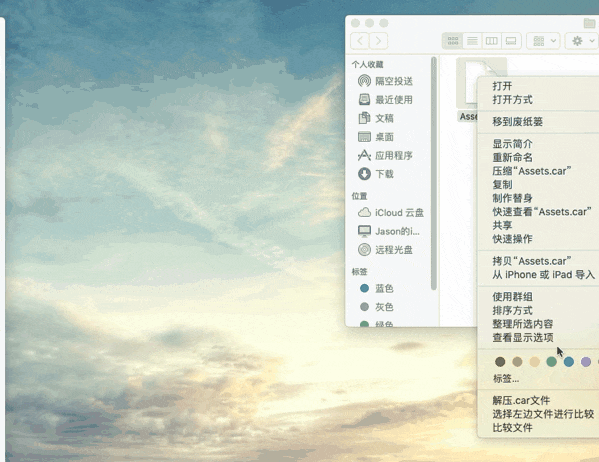 个人收藏
隔空投送
最近使用
文稿
桌面
应用程序
下载
位置
iCloud 云盘
Jason的i...
远程光盘
标签
蓝色
灰色
绿色
打开
打开方式
移到废纸篓
显示简介
重新命名
压缩“Assets.car”
复制
制作替身
快速查看“Assets.car”
共享
快速操作
拷贝“Assets.car”
从 iPhone 或 iPad 导入
使用群组
排序方式
整理所选内容
查看显示选项
标签...
解压.car文件
选择左边文件进行比较
比较文件